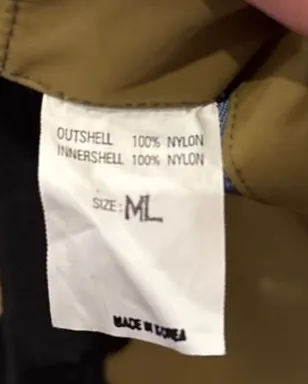 OUTSHELL 100% NYLON
INNERSHELL 100% NYLON
SIZE: ML
MADE IN KOREA